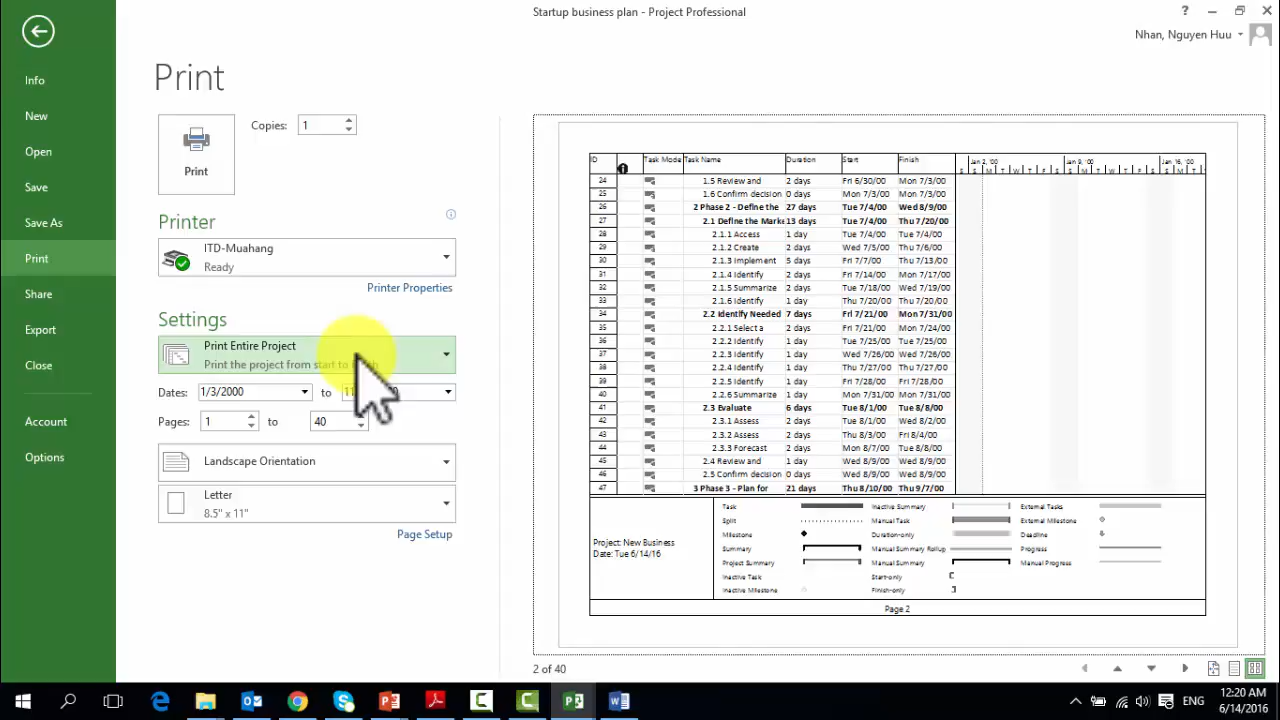 Startup business plan - Project Professional
?
Nhan, Nguyen Huu
Info
New
Open
Save
Save As
Print
Share
Export
Close
Account
Options
Print
Print
Copies: 1
Printer
ITD-Muahang
Ready
Printer Properties
Settings
Print Entire Project
Print the project from start to
Dates: 1/3/2000 to
Pages: 1 to 40
Landscape Orientation
Letter
8.5" x 11"
Page Setup
ID Task Mode Task Name Duration Start Finish Jan 2, '00 Jan 9, '00 Jan 16, '00
S S M T W T F S S M T W T F S S M T W T
24 1.5 Review and 2 days Fri 6/30/00 Mon 7/3/00
25 1.6 Confirm decision 0 days Mon 7/3/00 Mon 7/3/00
26 2 Phase 2 - Define the 27 days Tue 7/4/00 Wed 8/9/00
27 2.1 Define the Marke 13 days Tue 7/4/00 Thu 7/20/00
28 2.1.1 Access 1 day Tue 7/4/00 Tue 7/4/00
29 2.1.2 Create 2 days Wed 7/5/00 Thu 7/6/00
30 2.1.3 Implement 5 days Fri 7/7/00 Thu 7/13/00
31 2.1.4 Identify 2 days Fri 7/14/00 Mon 7/17/00
32 2.1.5 Summarize 2 days Tue 7/18/00 Wed 7/19/00
33 2.1.6 Identify 1 day Thu 7/20/00 Thu 7/20/00
34 2.2 Identify Needed 7 days Fri 7/21/00 Mon 7/31/00
35 2.2.1 Select a 2 days Fri 7/21/00 Mon 7/24/00
36 2.2.2 Identify 1 day Tue 7/25/00 Tue 7/25/00
37 2.2.3 Identify 1 day Wed 7/26/00 Wed 7/26/00
38 2.2.4 Identify 1 day Thu 7/27/00 Thu 7/27/00
39 2.2.5 Identify 1 day Fri 7/28/00 Fri 7/28/00
40 2.2.6 Summarize 1 day Mon 7/31/00 Mon 7/31/00
41 2.3 Evaluate 6 days Tue 8/1/00 Tue 8/8/00
42 2.3.1 Assess 2 days Tue 8/1/00 Wed 8/2/00
43 2.3.2 Assess 2 days Thu 8/3/00 Fri 8/4/00
44 2.3.3 Forecast 2 days Mon 8/7/00 Tue 8/8/00
45 2.4 Review and 1 day Wed 8/9/00 Wed 8/9/00
46 2.5 Confirm decision 0 days Wed 8/9/00 Wed 8/9/00
47 3 Phase 3 - Plan for 21 days Thu 8/10/00 Thu 9/7/00
Project: New Business
Date: Tue 6/14/16
Task Inactive Summary External Tasks
Split Manual Task External Milestone
Milestone Duration-only Deadline
Summary Manual Summary Rollup Progress
Project Summary Manual Summary Manual Progress
Inactive Task Start-only
Inactive Milestone Finish-only
Page 2
2 of 40
ENG
12:20 AM
6/14/2016